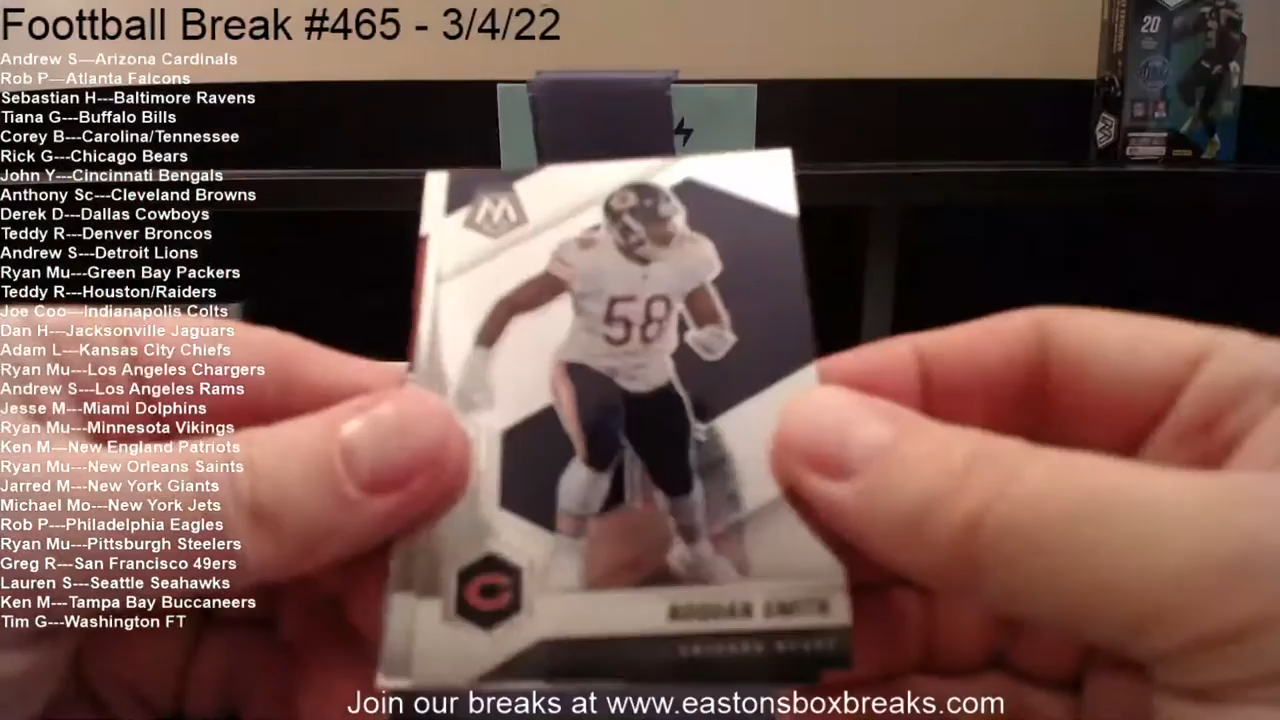 Foottball Break #465 - 3/4/22
Andrew S---Arizona Cardinals
Rob P---Atlanta Falcons
Sebastian H---Baltimore Ravens
Tiana G---Buffalo Bills
Corey B---Carolina/Tennessee
Rick G---Chicago Bears
John Y---Cincinnati Bengals
Anthony Sc---Cleveland Browns
Derek D---Dallas Cowboys
Teddy R---Denver Broncos
Andrew S---Detroit Lions
Ryan Mu---Green Bay Packers
Teddy R---Houston/Raiders
Joe Coo---Indianapolis Colts
Dan H---Jacksonville Jaguars
Adam L---Kansas City Chiefs
Ryan Mu---Los Angeles Chargers
Andrew S---Los Angeles Rams
Jesse M---Miami Dolphins
Ryan Mu---Minnesota Vikings
Ken M---New England Patriots
Ryan Mu---New Orleans Saints
Jarred M---New York Giants
Michael Mo---New York Jets
Rob P---Philadelphia Eagles
Ryan Mu---Pittsburgh Steelers
Greg R---San Francisco 49ers
Lauren S---Seattle Seahawks
Ken M---Tampa Bay Buccaneers
Tim G---Washington FT
20
M
58
C
ROQUAN SMITH
CHICAGO BEARS
Join our breaks at www.eastonsboxbreaks.com